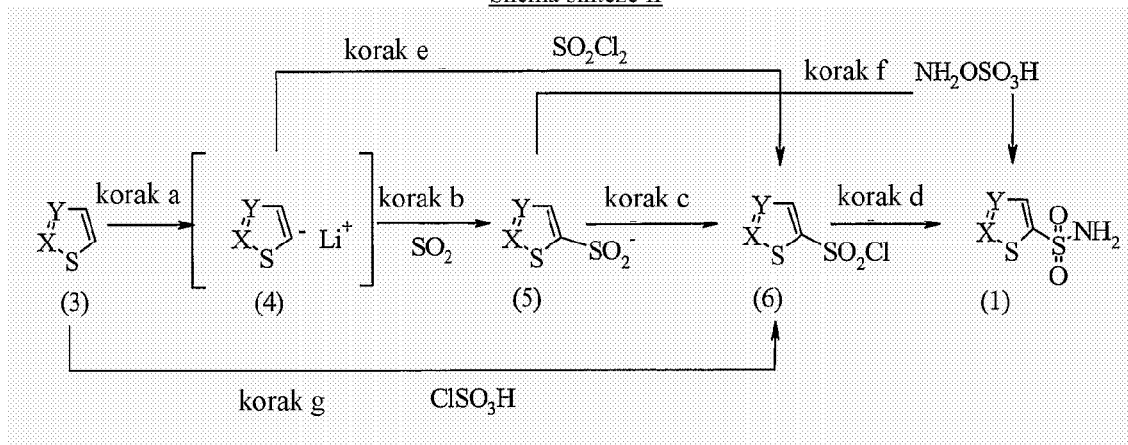 Shema sinteze II
korak e SO₂Cl₂
korak f NH₂OSO₃H
korak a
korak b
SO₂
korak c
korak d
Y X S
Y X S - Li⁺
Y X S SO₂⁻
Y X S SO₂Cl
Y X S O S NH₂ O
(3) (4) (5) (6) (1)
korak g ClSO₃H